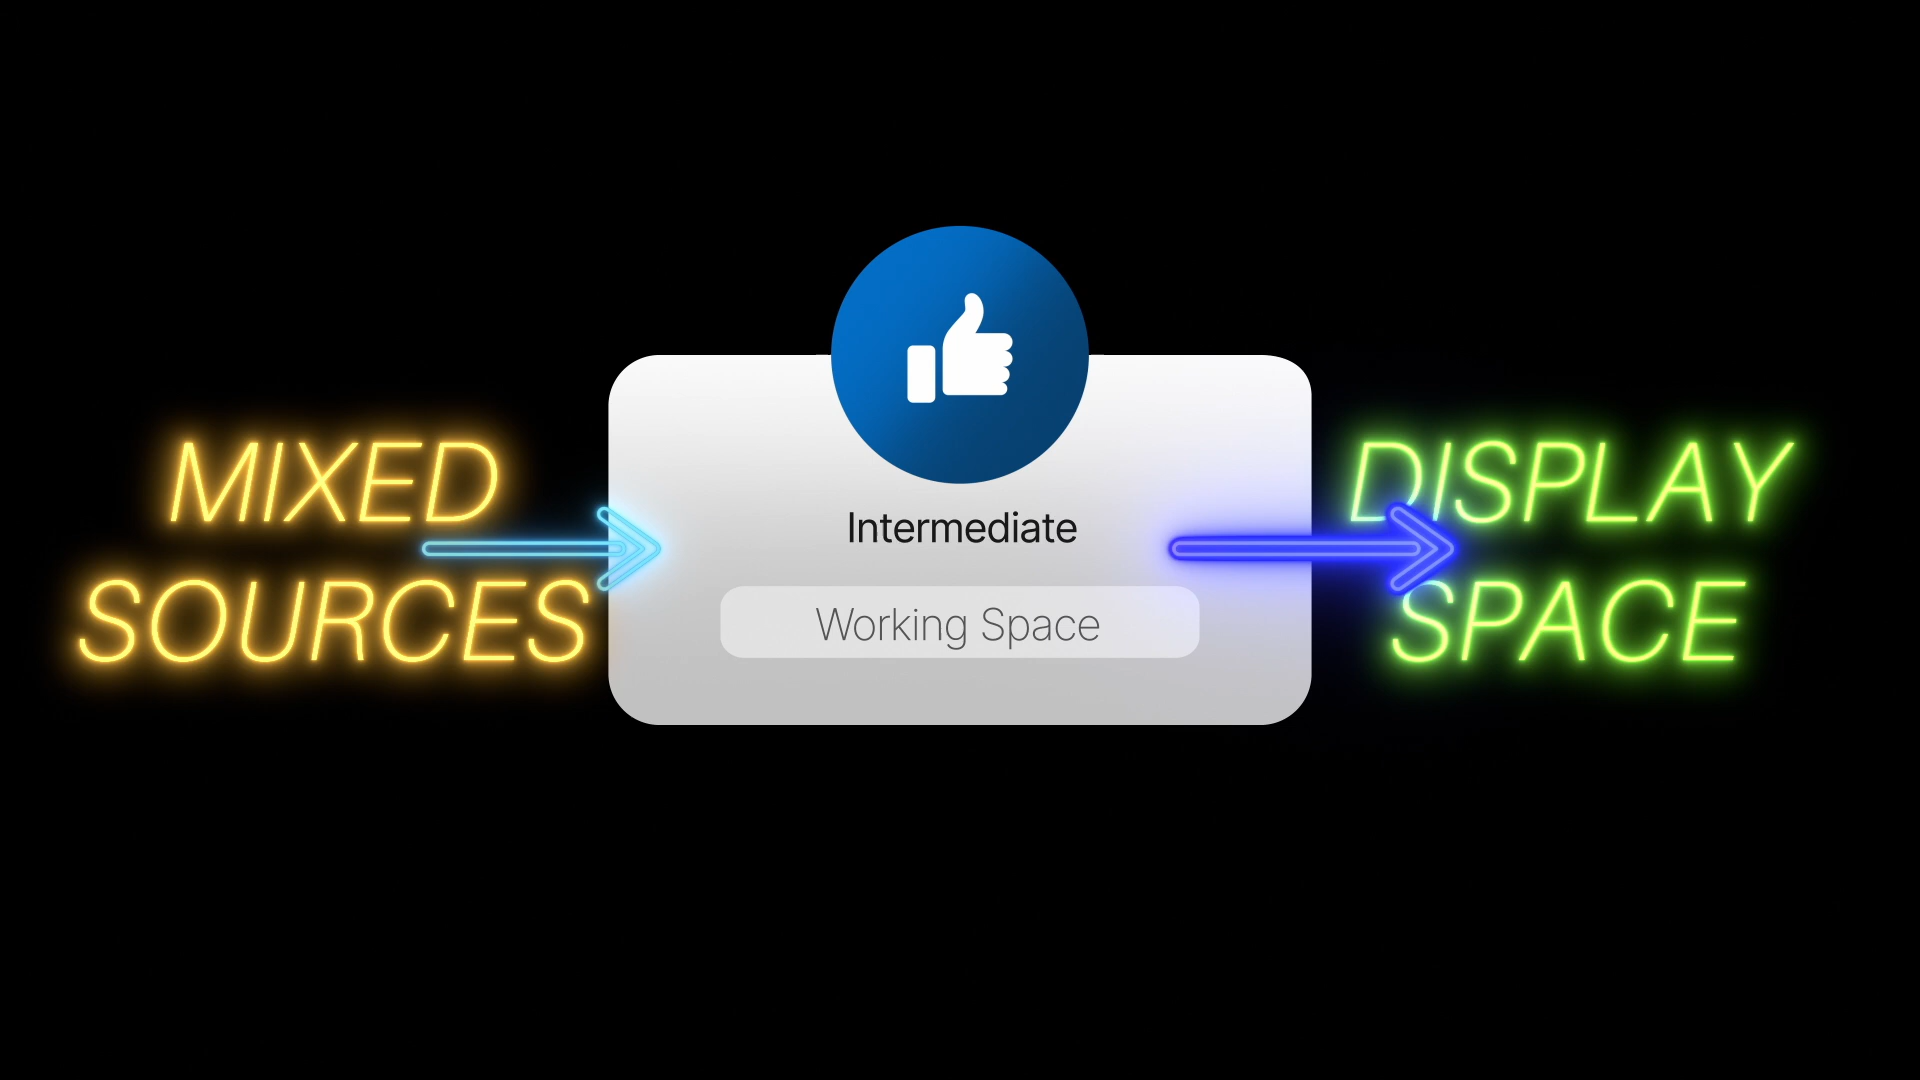 MIXED
SOURCES
Intermediate
Working Space
DISPLAY
SPACE